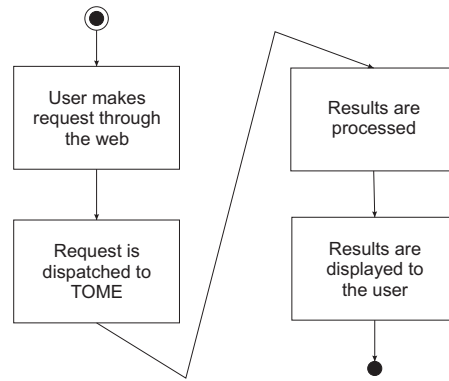 User makes
request through
the web
Request is
dispatched to
TOME
Results are
processed
Results are
displayed to
the user